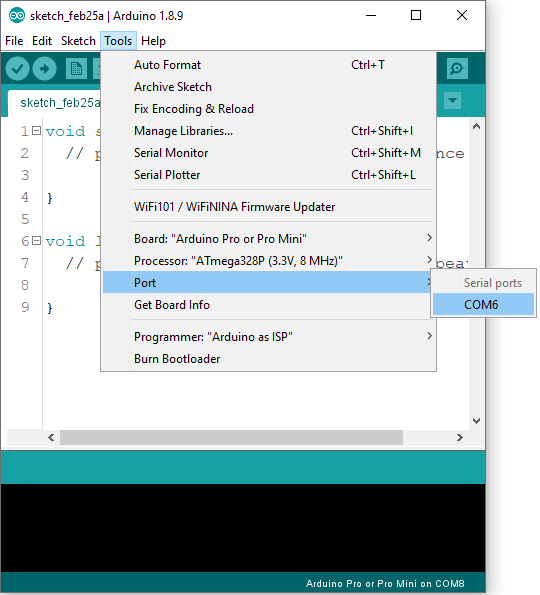 sketch_feb25a | Arduino 1.8.9
File Edit Sketch Tools Help
sketch_feb25a
Auto Format Ctrl+T
Archive Sketch
Fix Encoding & Reload
Manage Libraries... Ctrl+Shift+I
Serial Monitor Ctrl+Shift+M
Serial Plotter Ctrl+Shift+L
WiFi101 / WiFiNINA Firmware Updater
Board: "Arduino Pro or Pro Mini"
Processor: "ATmega328P (3.3V, 8 MHz)"
Port
Get Board Info
Programmer: "Arduino as ISP"
Burn Bootloader
Serial ports
COM6
1 void s
2 // p nce
3
4 }
5
6 void l
7 // p peat
8
9 }
Arduino Pro or Pro Mini on COM8